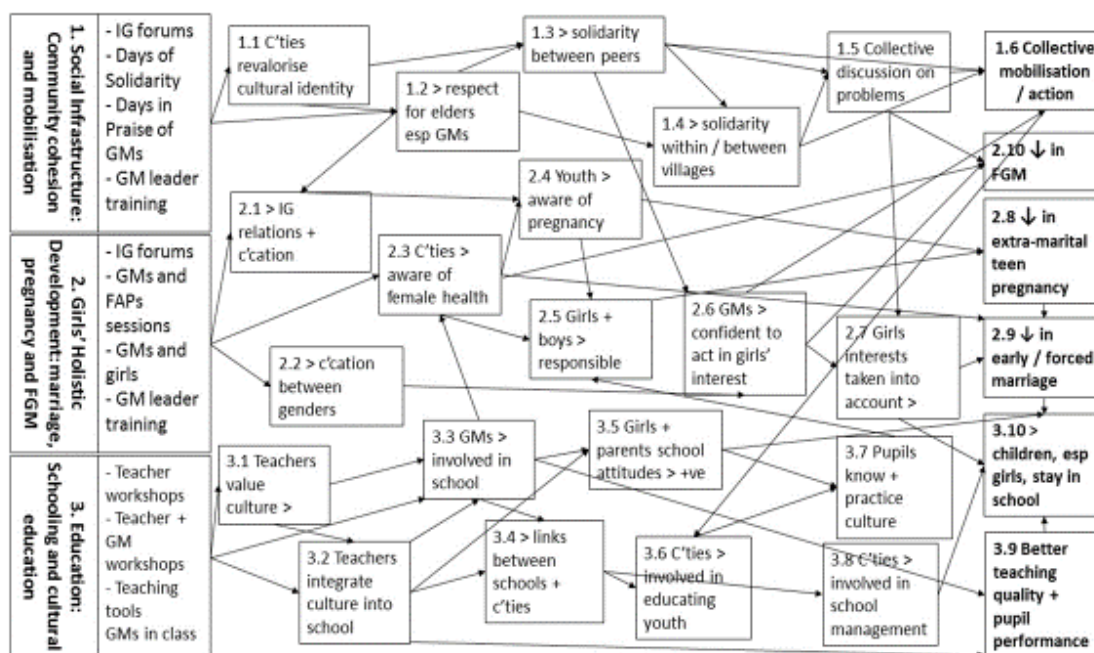 1. Social Infrastructure:
Community cohesion
and mobilisation
- IG forums
- Days of
Solidarity
- Days in
Praise of
GMs
- GM leader
training
1.1 C'ties
revalorise
cultural identity
1.2 > respect
for elders
esp GMs
1.3 > solidarity
between peers
1.4 > solidarity
within / between
villages
1.5 Collective
discussion on
problems
1.6 Collective
mobilisation
/ action
2. Girls' Holistic
Development: marriage,
pregnancy and FGM
- IG forums
- GMs and
FAPs
sessions
- GMs and
girls
- GM leader
training
2.1 > IG
relations +
c'cation
2.2 > c'cation
between
genders
2.3 C'ties >
aware of
female health
2.4 Youth >
aware of
pregnancy
2.5 Girls +
boys >
responsible
2.6 GMs >
confident to
act in girls'
interest
2.7 Girls
interests
taken into
account >
2.10 ↓ in
FGM
2.8 ↓ in
extra-marital
teen
pregnancy
2.9 ↓ in
early / forced
marriage
3. Education:
Schooling and cultural
education
- Teacher
workshops
- Teacher +
GM
workshops
- Teaching
tools
GMs in class
3.1 Teachers
value
culture >
3.2 Teachers
integrate
culture into
school
3.3 GMs >
involved in
school
3.4 > links
between
schools +
c'ties
3.5 Girls +
parents school
attitudes > +ve
3.6 C'ties >
involved in
educating
youth
3.7 Pupils
know +
practice
culture
3.8 C'ties >
involved in
school
management
3.10 >
children, esp
girls, stay in
school
3.9 Better
teaching
quality +
pupil
performance